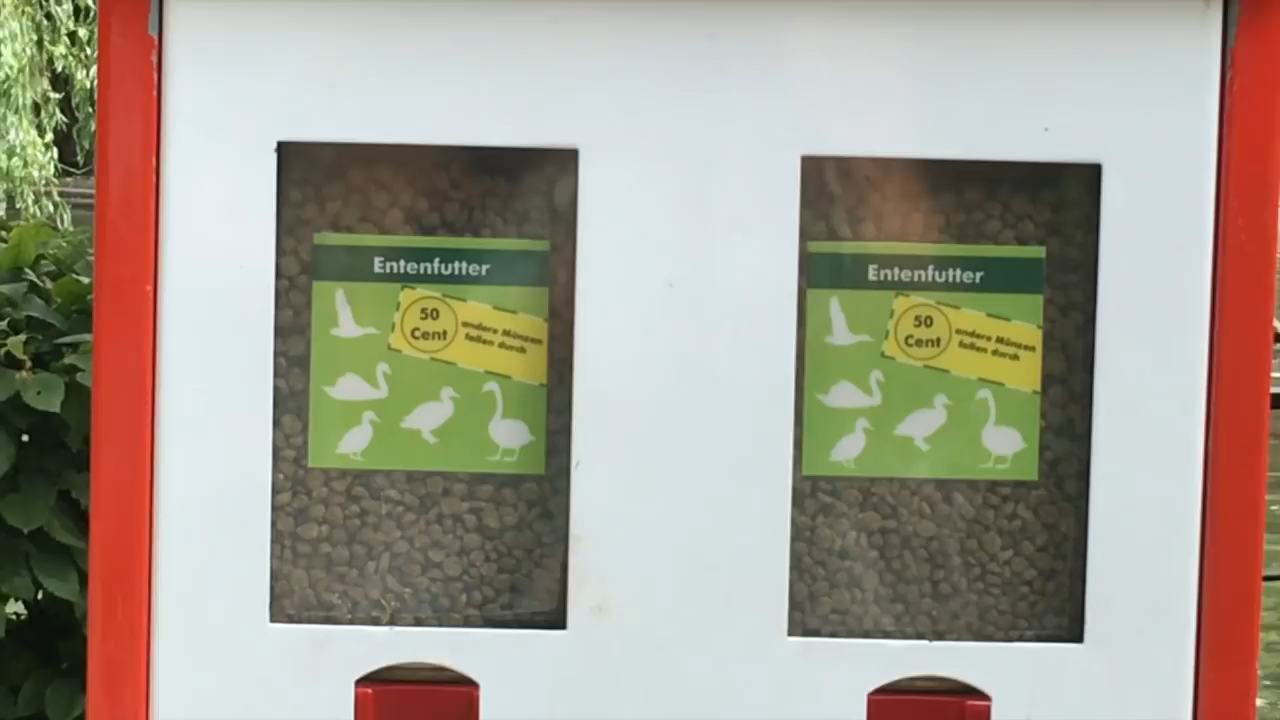 Entenfutter
50
Cent
andere Münzen
fallen durch
Entenfutter
50
Cent
andere Münzen
fallen durch